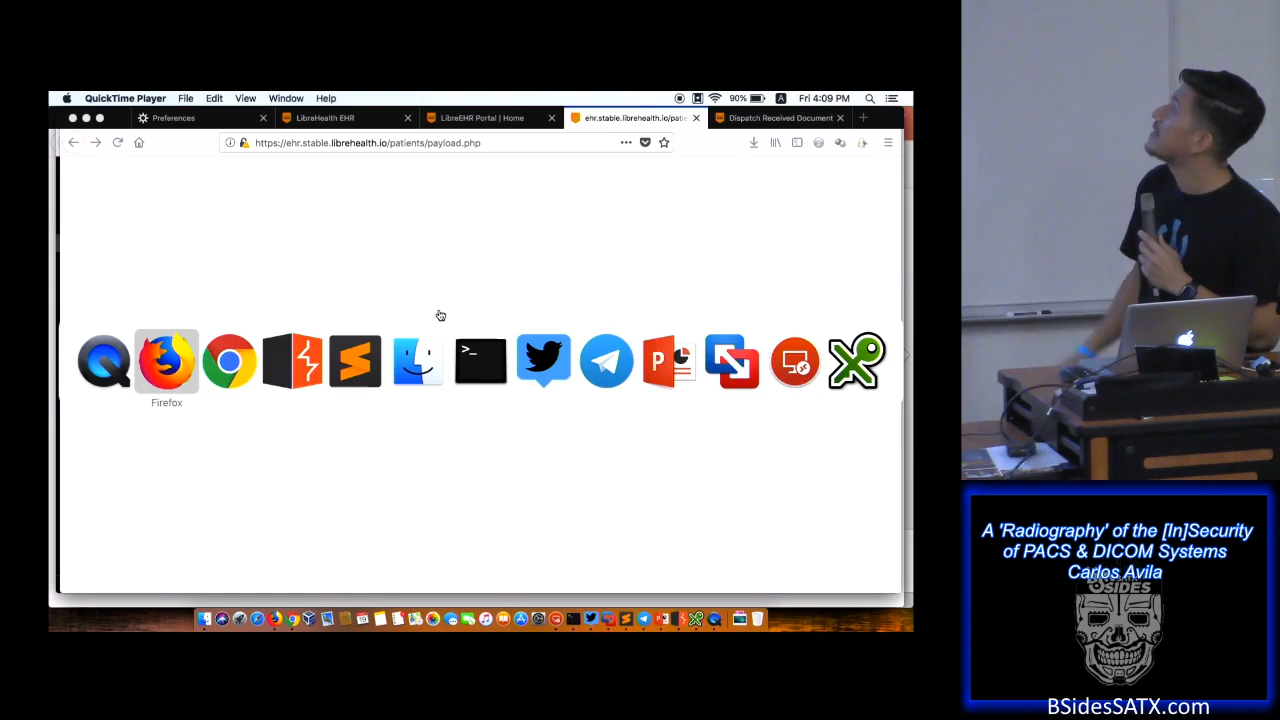 QuickTime Player File Edit View Window Help 90% A Fri 4:09 PM
Preferences LibreHealth EHR LibreEHR Portal | Home ehr.stable.librehealth.io/patie Dispatch Received Document
https://ehr.stable.librehealth.io/patients/payload.php
>_
P
Firefox
A 'Radiography' of the [In]Security
of PACS & DICOM Systems
Carlos Avila
SIDES
BSidesSATX.com